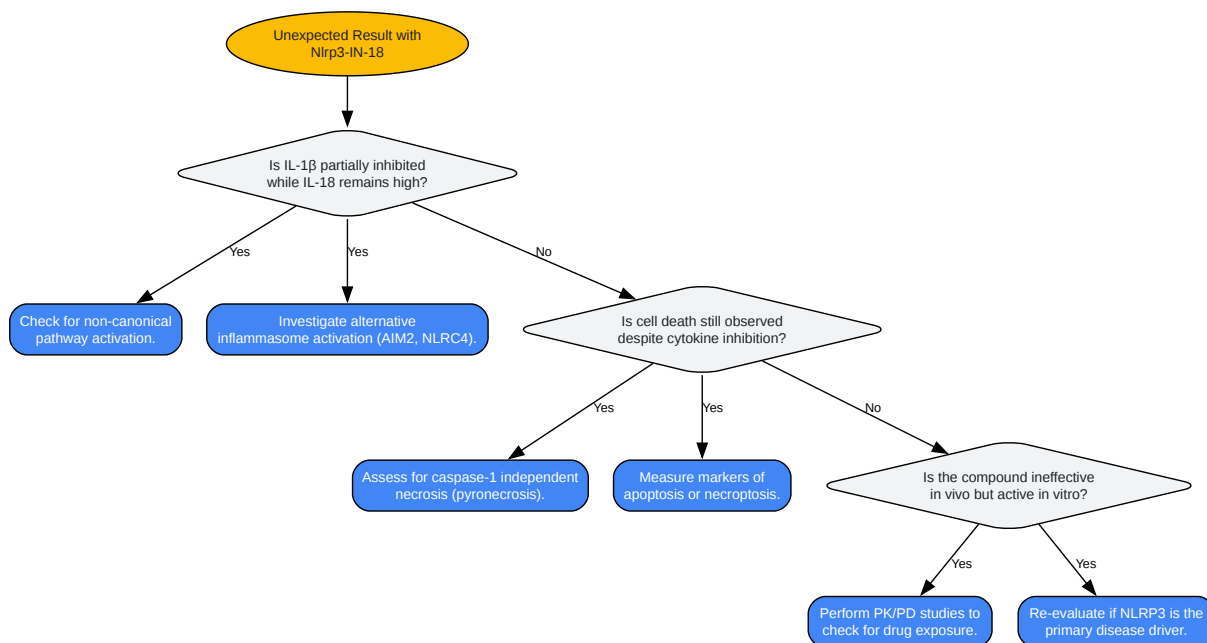 Unexpected Result with
Nlrp3-IN-18
Is IL-1β partially inhibited
while IL-18 remains high?
Yes
Yes
No
Check for non-canonical
pathway activation.
Investigate alternative
inflammasome activation (AIM2, NLRC4).
Is cell death still observed
despite cytokine inhibition?
Yes
Yes
No
Assess for caspase-1 independent
necrosis (pyronecrosis).
Measure markers of
apoptosis or necroptosis.
Is the compound ineffective
in vivo but active in vitro?
Yes
Yes
Perform PK/PD studies to
check for drug exposure.
Re-evaluate if NLRP3 is the
primary disease driver.